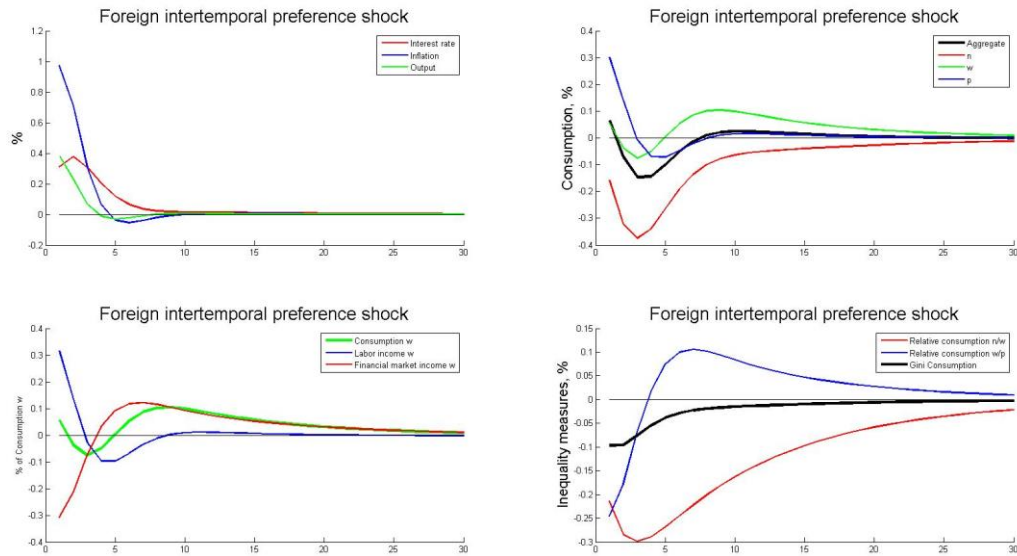 Foreign intertemporal preference shock
Interest rate
Inflation
Output
%
1.2
1
0.8
0.6
0.4
0.2
0
-0.2
0 5 10 15 20 25 30
Foreign intertemporal preference shock
Aggregate
n
w
p
Consumption, %
0.4
0.3
0.2
0.1
0
-0.1
-0.2
-0.3
-0.4
0 5 10 15 20 25 30
Foreign intertemporal preference shock
Consumption w
Labor income w
Financial market income w
% of Consumption w
0.4
0.3
0.2
0.1
0
-0.1
-0.2
-0.3
-0.4
0 5 10 15 20 25 30
Foreign intertemporal preference shock
Relative consumption n/w
Relative consumption w/p
Gini Consumption
Inequality measures, %
0.15
0.1
0.05
0
-0.05
-0.1
-0.15
-0.2
-0.25
-0.3
0 5 10 15 20 25 30